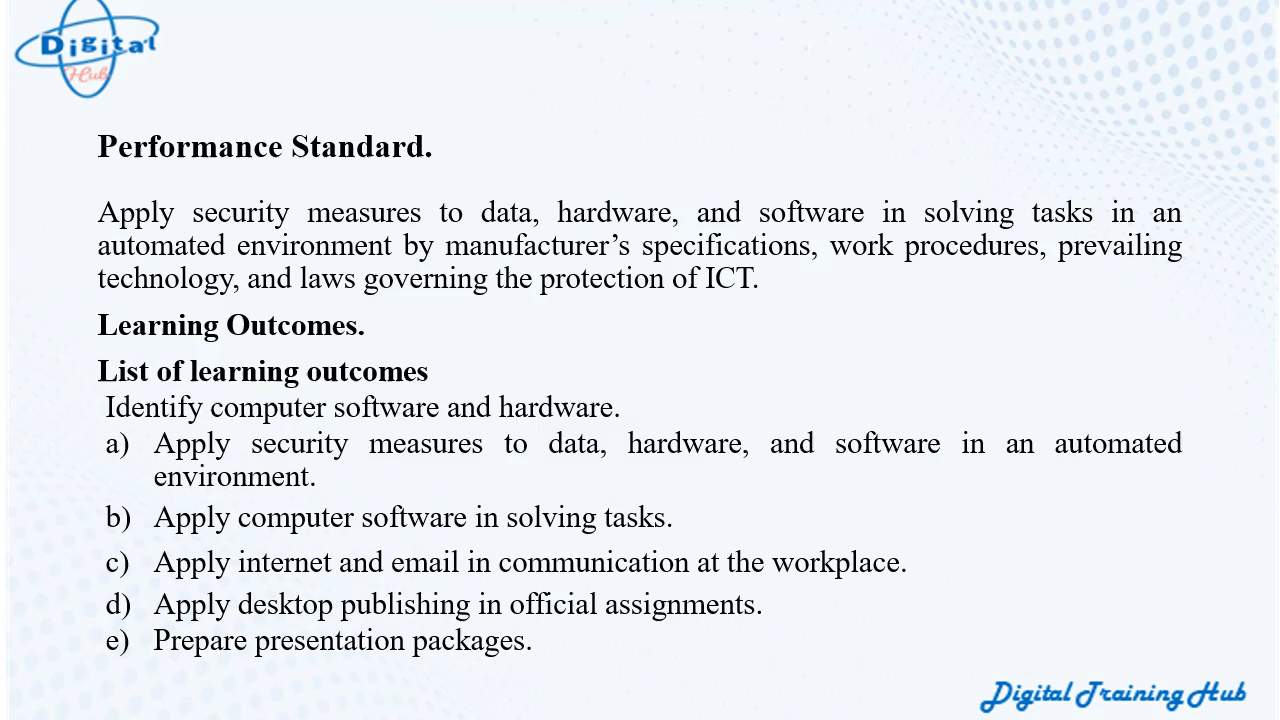 Digital
Hub
Performance Standard.
Apply security measures to data, hardware, and software in solving tasks in an
automated environment by manufacturer’s specifications, work procedures, prevailing
technology, and laws governing the protection of ICT.
Learning Outcomes.
List of learning outcomes
Identify computer software and hardware.
a) Apply security measures to data, hardware, and software in an automated
environment.
b) Apply computer software in solving tasks.
c) Apply internet and email in communication at the workplace.
d) Apply desktop publishing in official assignments.
e) Prepare presentation packages.
Digital Training Hub